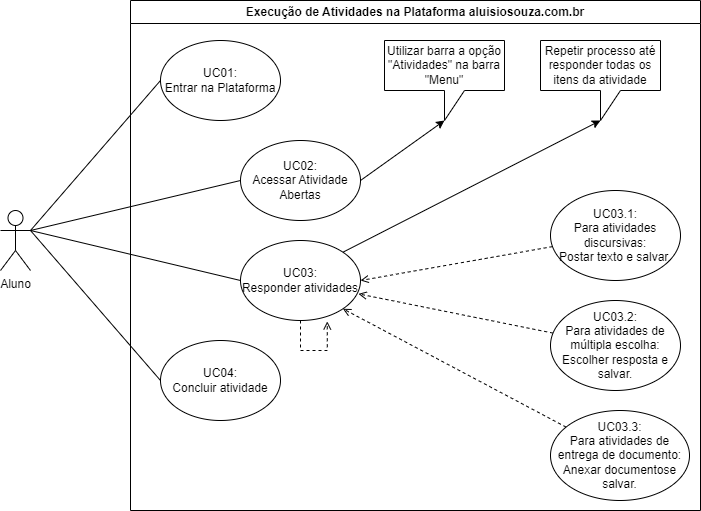 Execução de Atividades na Plataforma aluisiosouza.com.br
UC01:
Entrar na Plataforma
Utilizar barra a opção
"Atividades" na barra
"Menu"
Repetir processo até
responder todas os
itens da atividade
UC02:
Acessar Atividade
Abertas
Aluno
UC03:
Responder atividades
UC03.1:
Para atividades
discursivas:
Postar texto e salvar.
UC03.2:
Para atividades de
múltipla escolha:
Escolher resposta e
salvar.
UC04:
Concluir atividade
UC03.3:
Para atividades de
entrega de documento:
Anexar documentose
salvar.